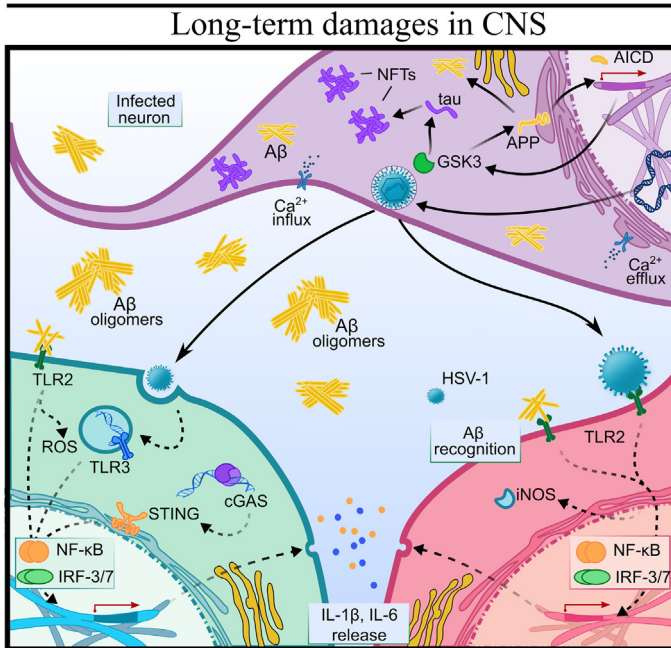 Long-term damages in CNS
AICD
NFTs
Infected
neuron
tau
Aβ
GSK3
APP
Ca²⁺
influx
Ca²⁺
efflux
Aβ
oligomers
Aβ
oligomers
HSV-1
TLR2
TLR2
Aβ
recognition
ROS
TLR3
cGAS
iNOS
STING
NF-κB
IRF-3/7
NF-κB
IRF-3/7
IL-1β, IL-6
release